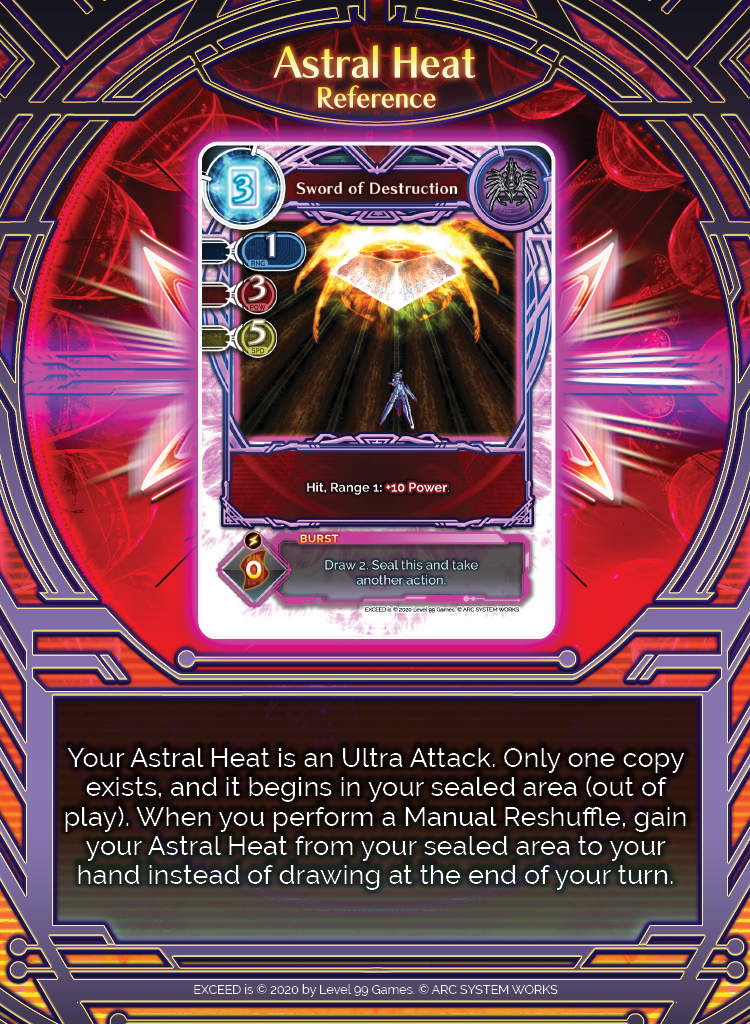 Astral Heat
Reference
3
Sword of Destruction
1
RNG
3
POW
5
SPD
Hit, Range 1: +10 Power.
BURST
0
Draw 2. Seal this and take
another action.
EXCEED is © 2020 Level 99 Games. © ARC SYSTEM WORKS
Your Astral Heat is an Ultra Attack. Only one copy
exists, and it begins in your sealed area (out of
play). When you perform a Manual Reshuffle, gain
your Astral Heat from your sealed area to your
hand instead of drawing at the end of your turn.
EXCEED is © 2020 by Level 99 Games. © ARC SYSTEM WORKS